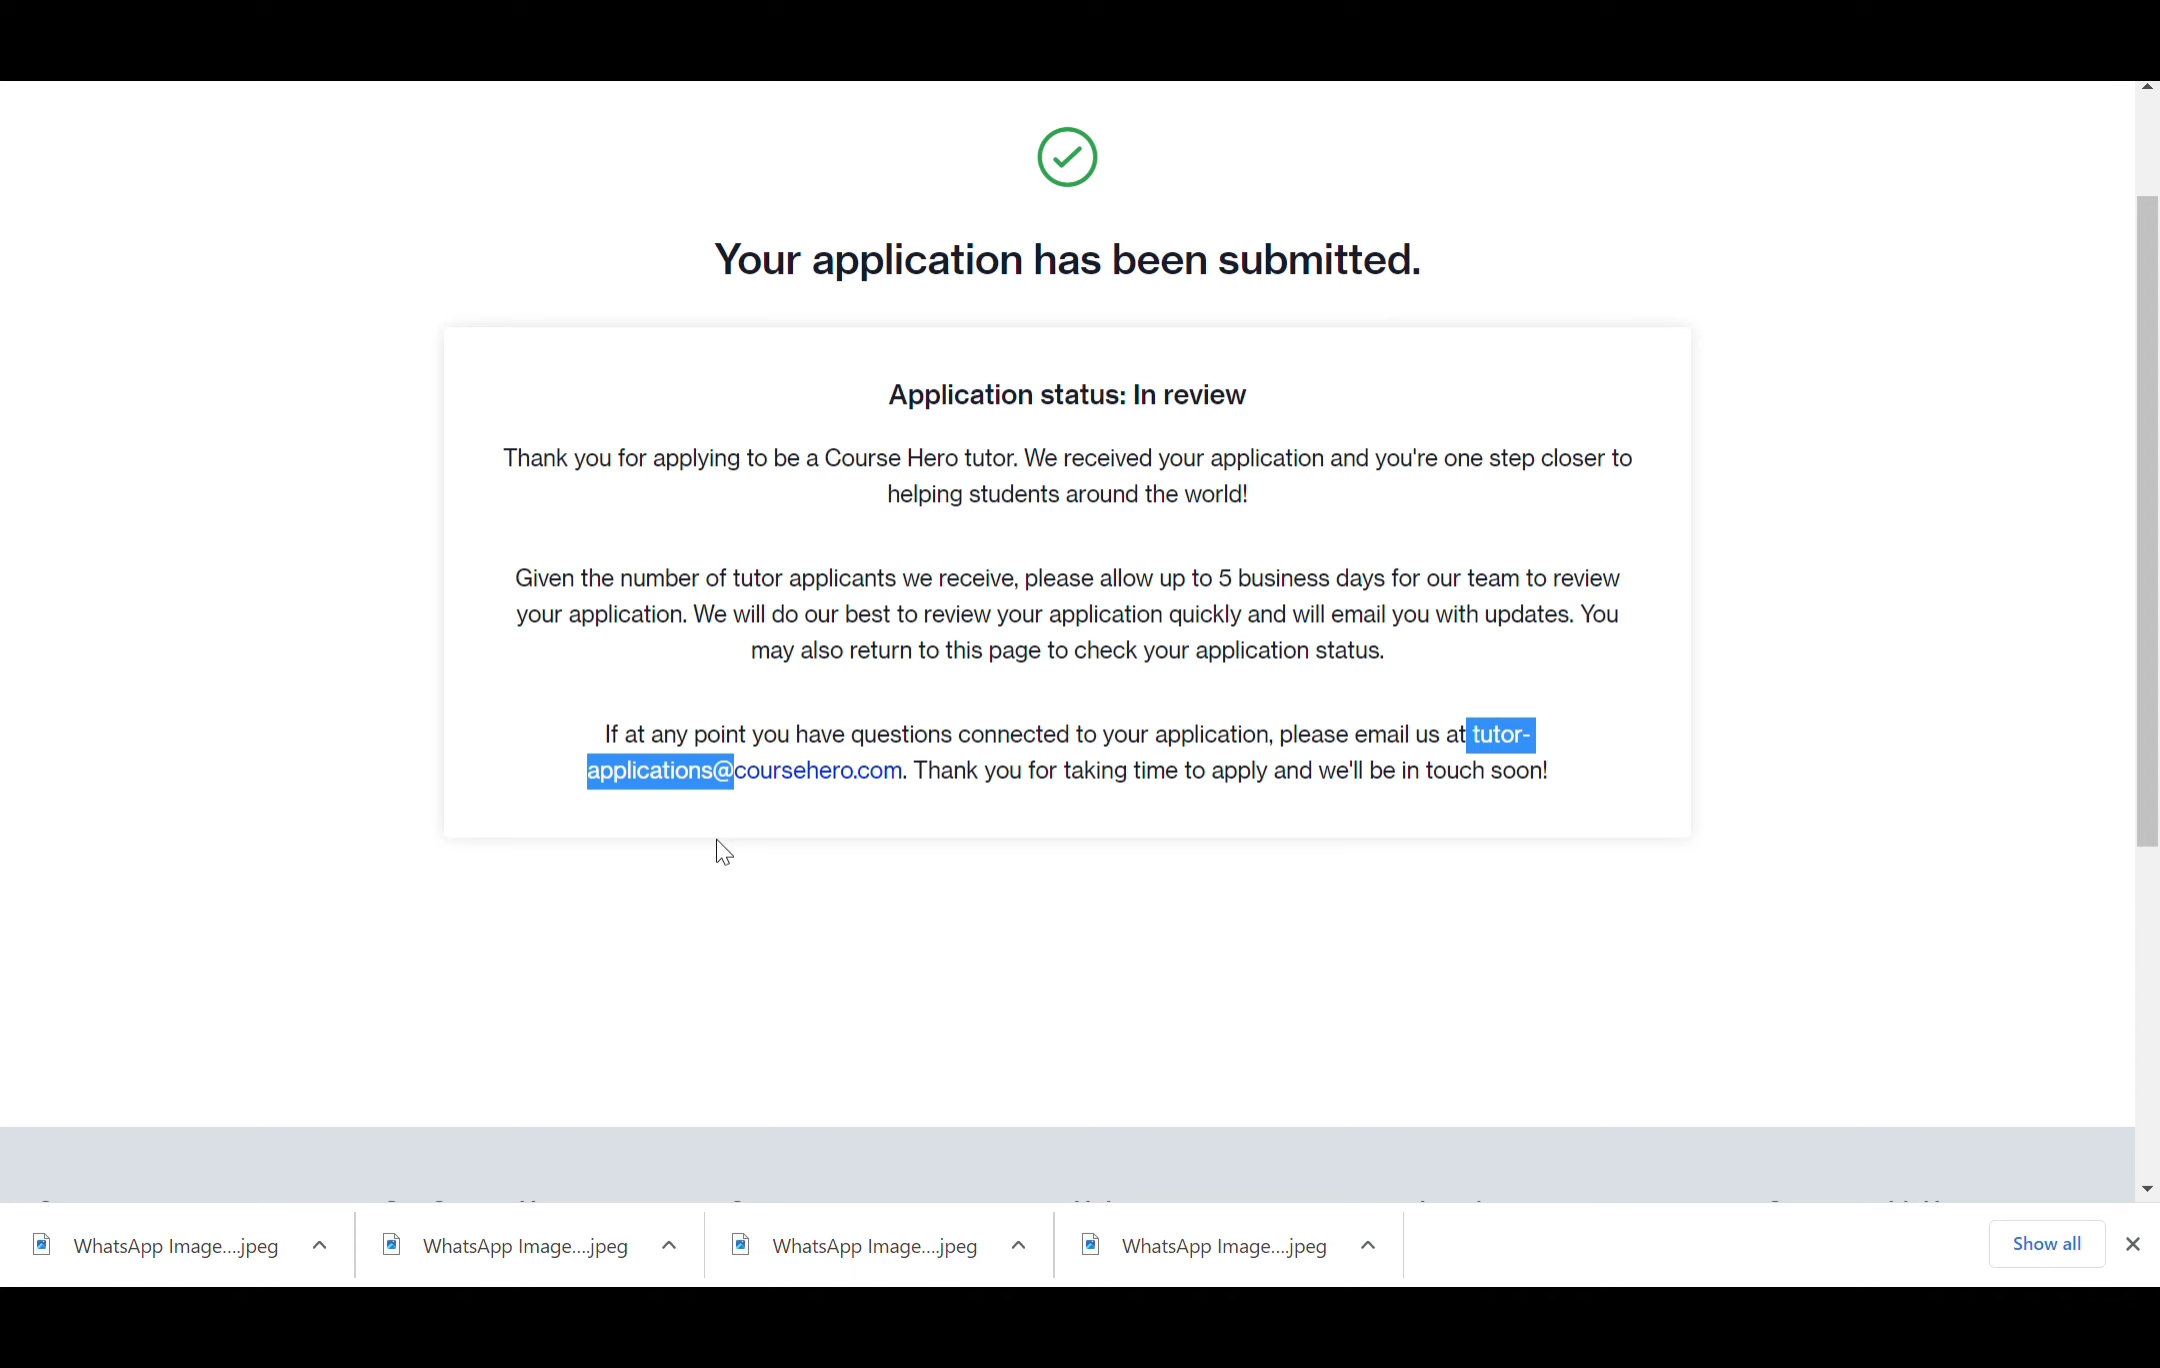 Your application has been submitted.
Application status: In review
Thank you for applying to be a Course Hero tutor. We received your application and you're one step closer to
helping students around the world!
Given the number of tutor applicants we receive, please allow up to 5 business days for our team to review
your application. We will do our best to review your application quickly and will email you with updates. You
may also return to this page to check your application status.
If at any point you have questions connected to your application, please email us at tutor-
applications@coursehero.com. Thank you for taking time to apply and we'll be in touch soon!
WhatsApp Image....jpeg WhatsApp Image....jpeg WhatsApp Image....jpeg WhatsApp Image....jpeg Show all